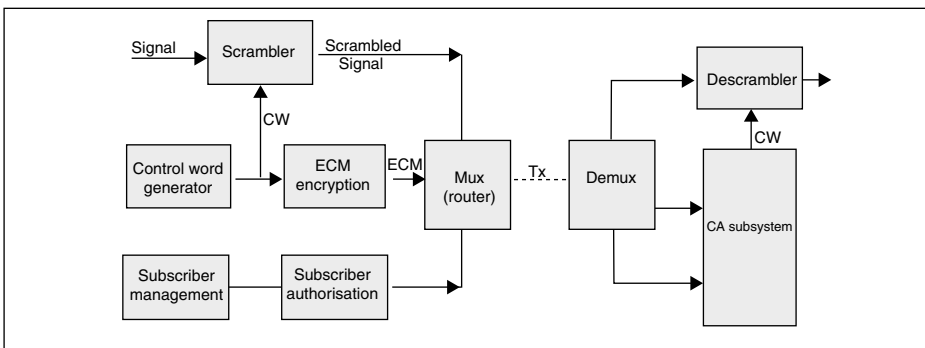 Signal
Scrambler
Scrambled
Signal
Descrambler
CW
CW
Control word
generator
ECM
encryption
ECM
Mux
(router)
Tx
Demux
CA subsystem
Subscriber
management
Subscriber
authorisation